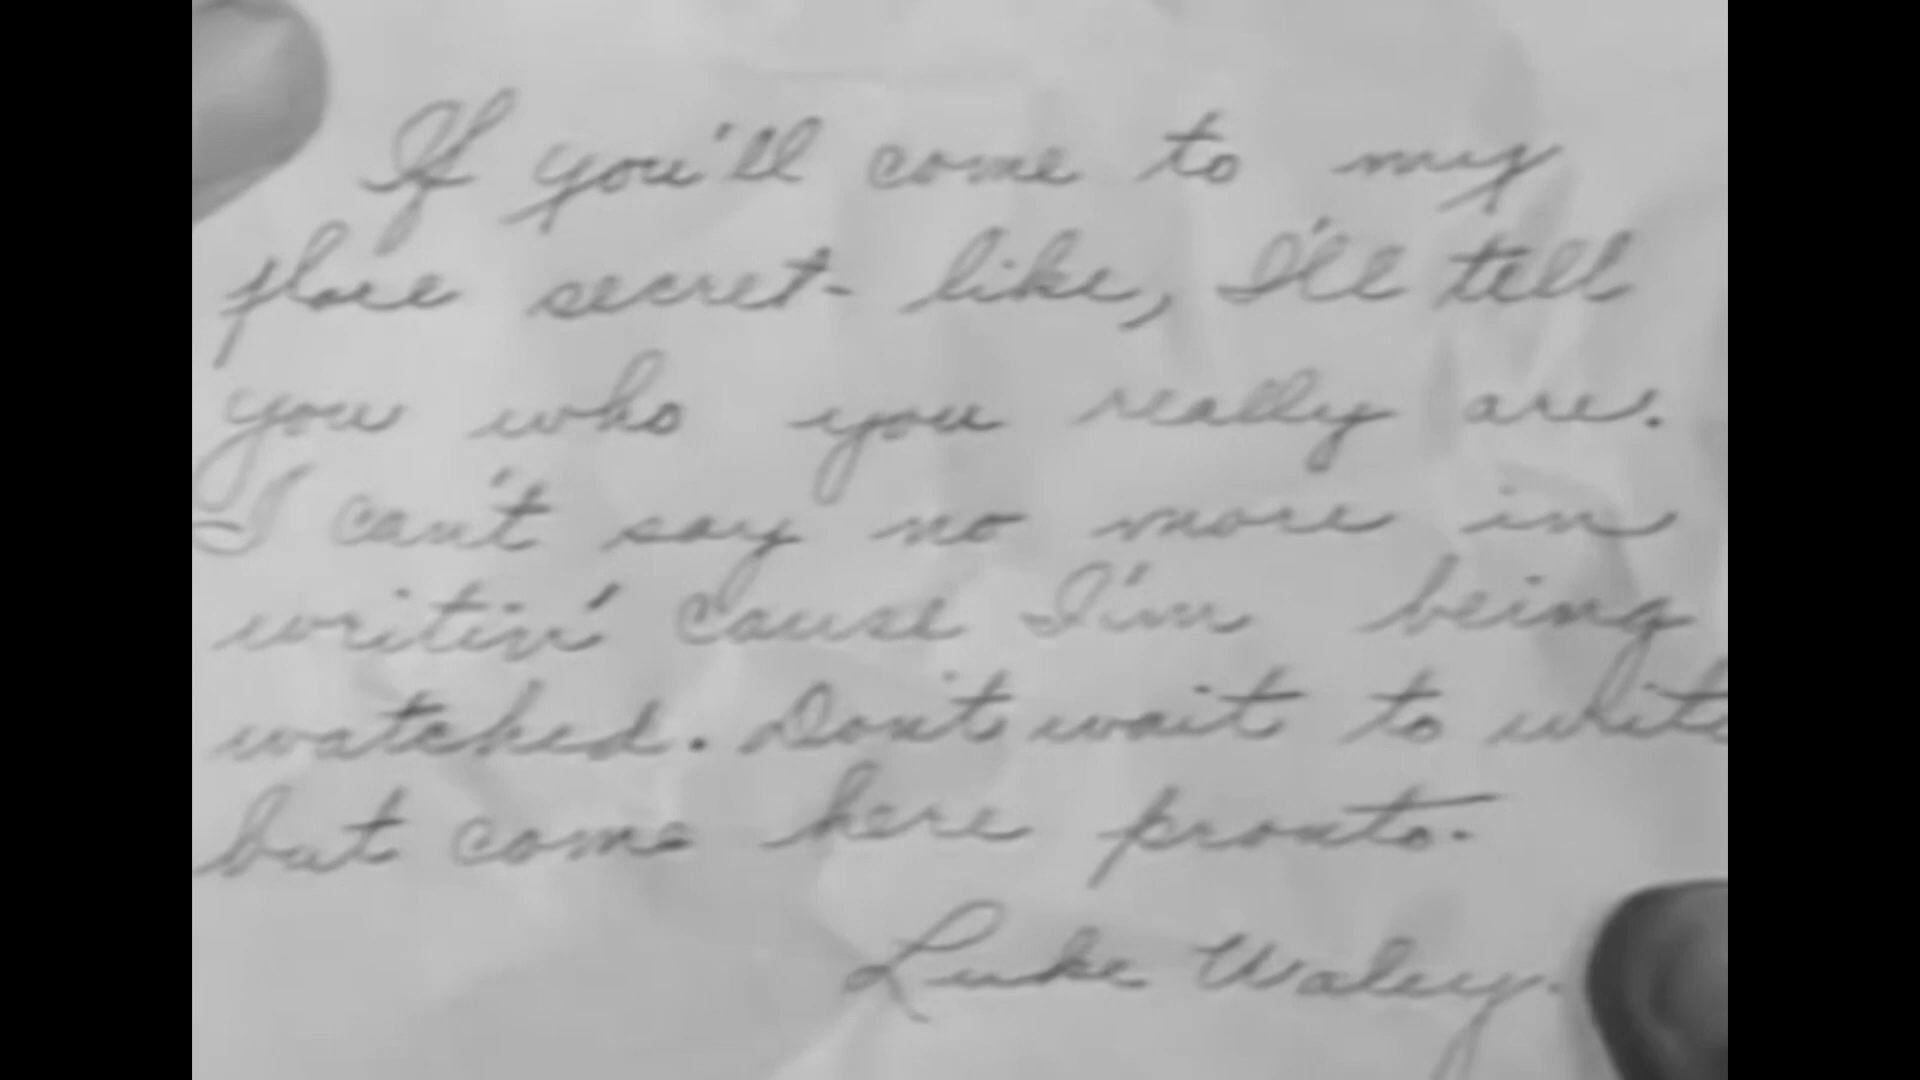 If you'll come to my
place secret-like, I'll tell
you who you really are.
I can't say no more in
writin' cause I'm being
watched. Don't wait to write
but come here pronto.
Luke Waley.